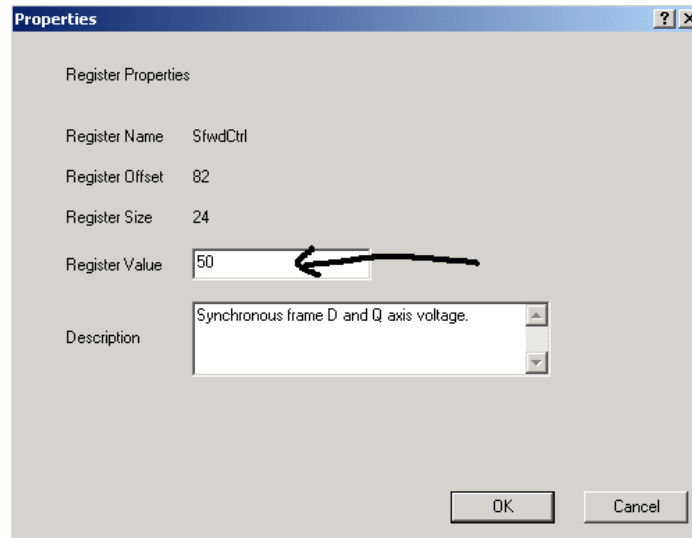 Properties
Register Properties
Register Name SfwdCtrl
Register Offset 82
Register Size 24
Register Value 50
Synchronous frame D and Q axis voltage.
Description
OK Cancel